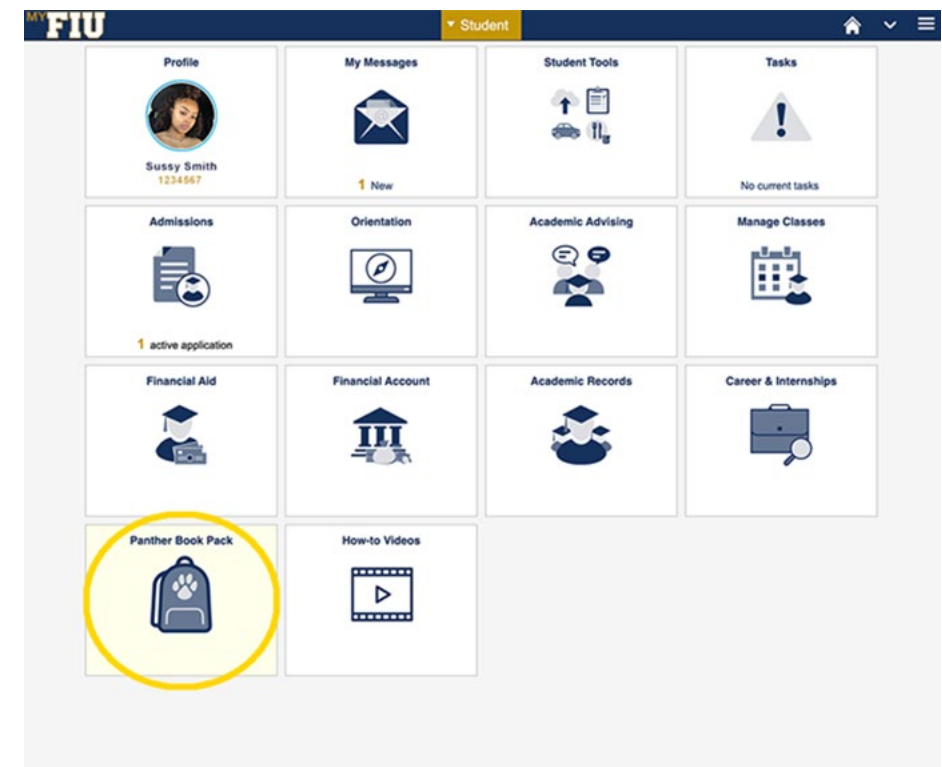 MYFIU
Student
Profile
Sussy Smith
1234567
My Messages
@
1 New
Student Tools
Tasks
!
No current tasks
Admissions
1 active application
Orientation
Academic Advising
Manage Classes
Financial Aid
Financial Account
Academic Records
Career & Internships
Panther Book Pack
How-to Videos